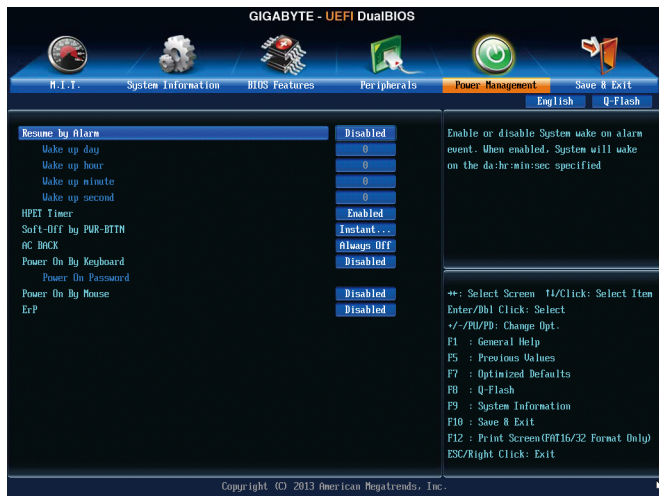 GIGABYTE - UEFI DualBIOS
M.I.T.
System Information
BIOS Features
Peripherals
Power Management
Save & Exit
English
Q-Flash
Resume by Alarm Disabled
Wake up day 0
Wake up hour 0
Wake up minute 0
Wake up second 0
HPET Timer Enabled
Soft-Off by PWR-BTTN Instant...
AC BACK Always Off
Power On By Keyboard Disabled
Power On Password
Power On By Mouse Disabled
ErP Disabled
Enable or disable System wake on alarm
event. When enabled, System will wake
on the da:hr:min:sec specified
→←: Select Screen ↑↓/Click: Select Item
Enter/Dbl Click: Select
+/-/PU/PD: Change Opt.
F1 : General Help
F5 : Previous Values
F7 : Optimized Defaults
F8 : Q-Flash
F9 : System Information
F10 : Save & Exit
F12 : Print Screen(FAT16/32 Format Only)
ESC/Right Click: Exit
Copyright (C) 2013 American Megatrends, Inc.